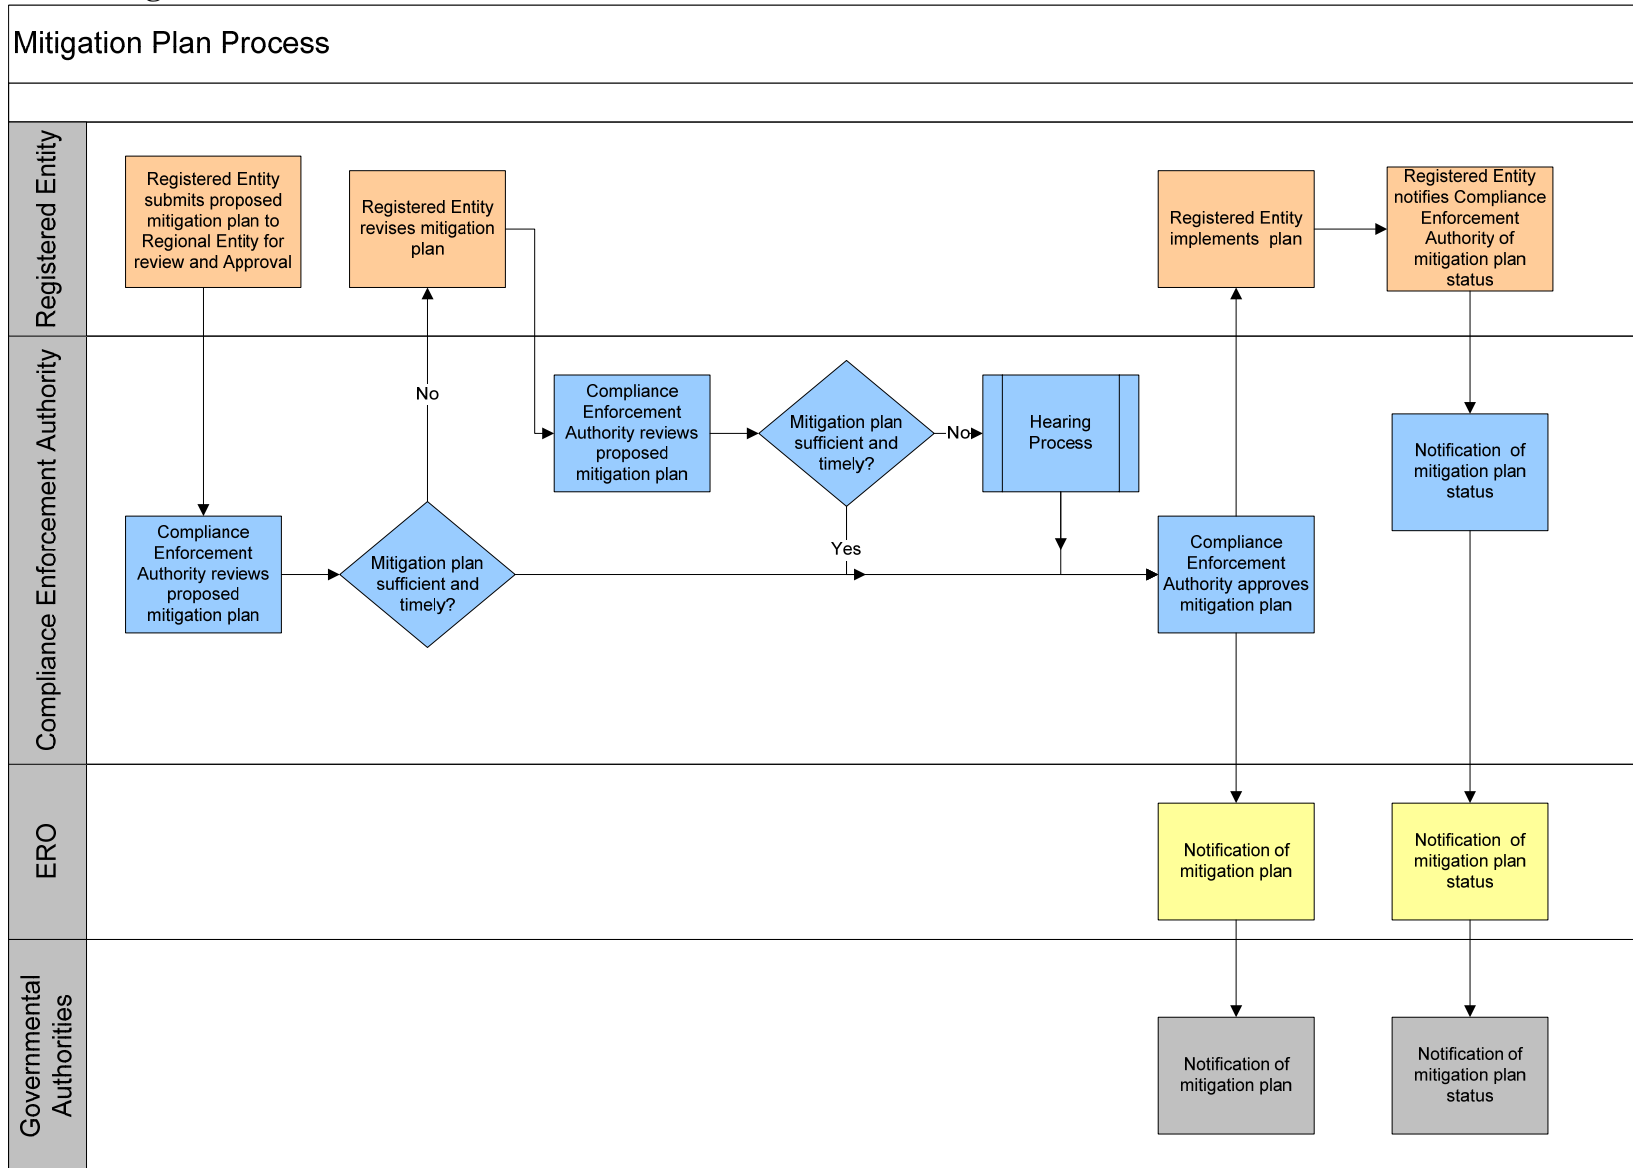 Mitigation Plan Process
Registered Entity
Registered Entity
submits proposed
mitigation plan to
Regional Entity for
review and Approval
Registered Entity
revises mitigation
plan
Registered Entity
implements plan
Registered Entity
notifies Compliance
Enforcement
Authority of
mitigation plan
status
Compliance Enforcement Authority
No
Compliance
Enforcement
Authority reviews
proposed
mitigation plan
Mitigation plan
sufficient and
timely?
No
Hearing
Process
Notification of
mitigation plan
status
Compliance
Enforcement
Authority reviews
proposed
mitigation plan
Mitigation plan
sufficient and
timely?
Yes
Compliance
Enforcement
Authority approves
mitigation plan
ERO
Notification of
mitigation plan
Notification of
mitigation plan
status
Governmental
Authorities
Notification of
mitigation plan
Notification of
mitigation plan
status